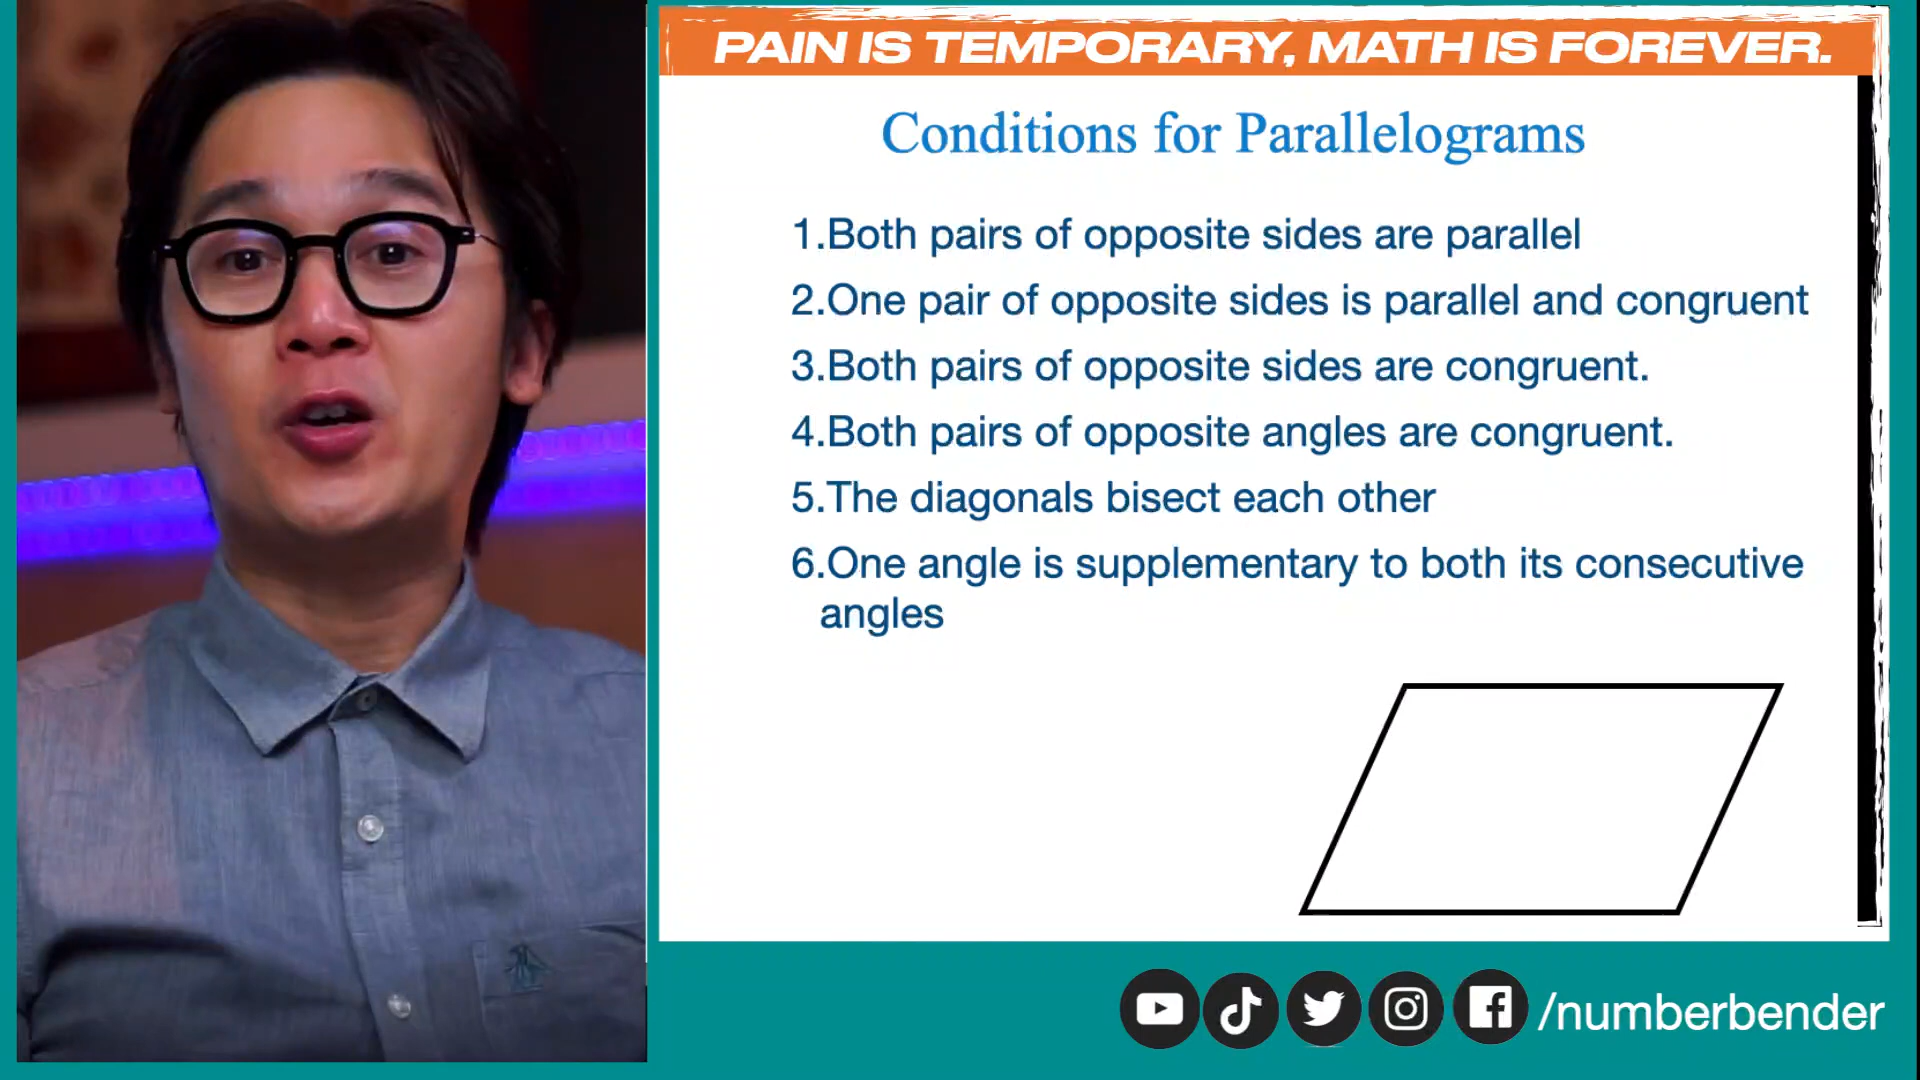 PAIN IS TEMPORARY, MATH IS FOREVER.
Conditions for Parallelograms
1.Both pairs of opposite sides are parallel
2.One pair of opposite sides is parallel and congruent
3.Both pairs of opposite sides are congruent.
4.Both pairs of opposite angles are congruent.
5.The diagonals bisect each other
6.One angle is supplementary to both its consecutive
angles
/numberbender